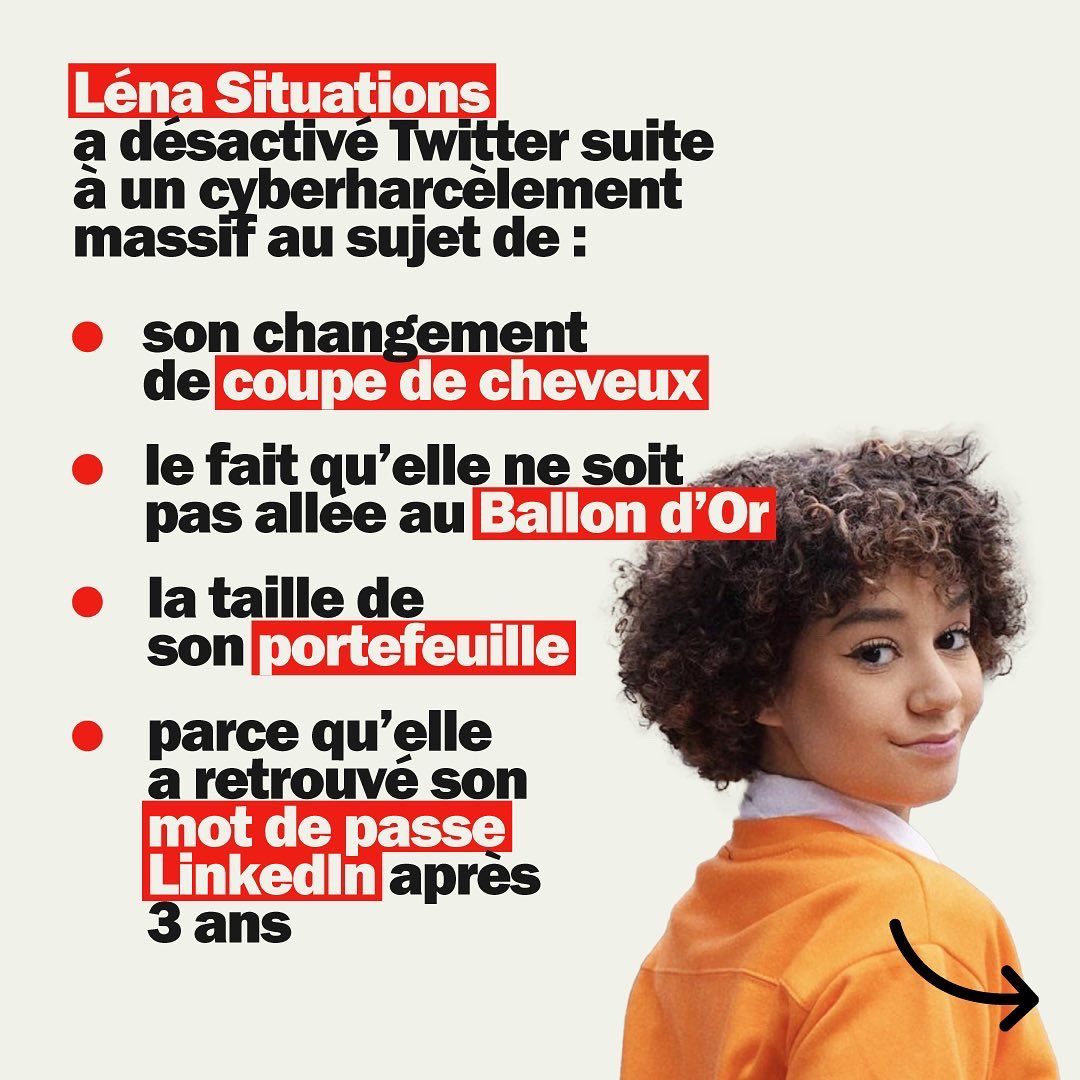 Léna Situations
a désactivé Twitter suite
à un cyberharcèlement
massif au sujet de :
son changement
de coupe de cheveux
le fait qu’elle ne soit
pas allée au Ballon d’Or
la taille de
son portefeuille
parce qu’elle
a retrouvé son
mot de passe
LinkedIn après
3 ans